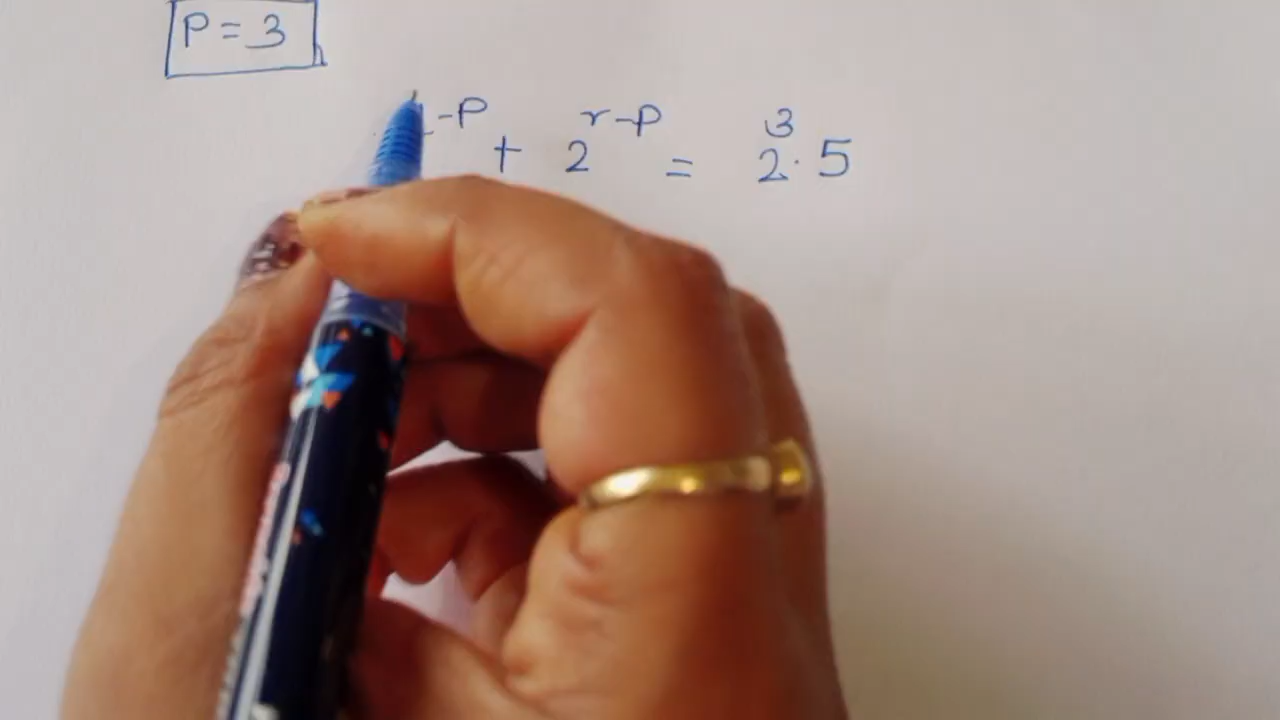 P = 3
-P + 2^{r-P} = 2^3 · 5